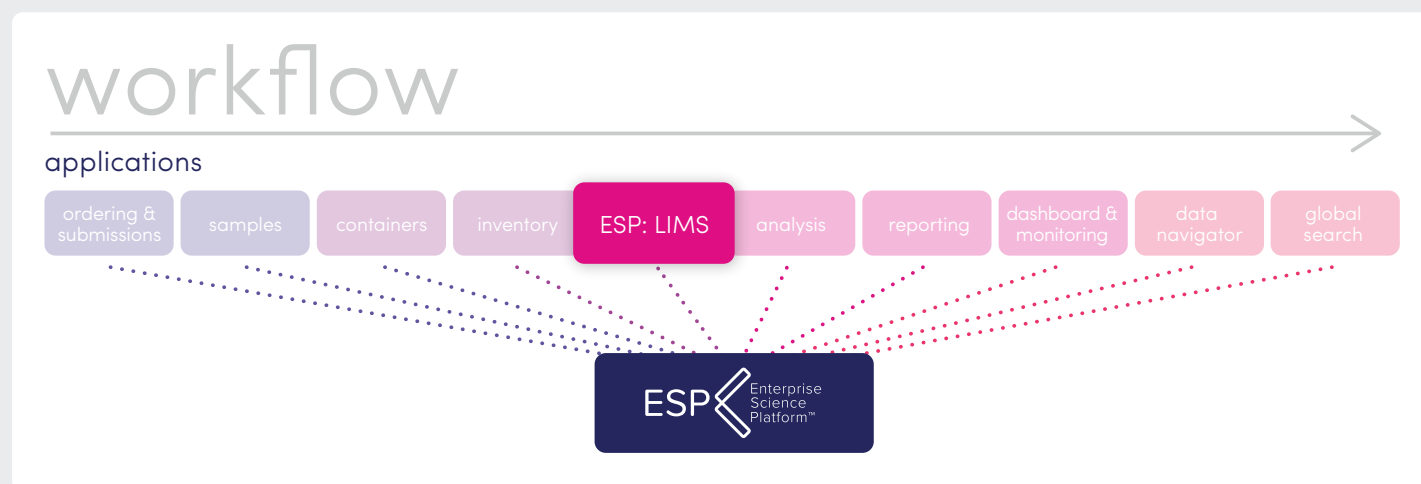 workflow
applications
ordering &
submissions
samples
containers
inventory
ESP: LIMS
analysis
reporting
dashboard &
monitoring
data
navigator
global
search
ESP
Enterprise
Science
Platform™